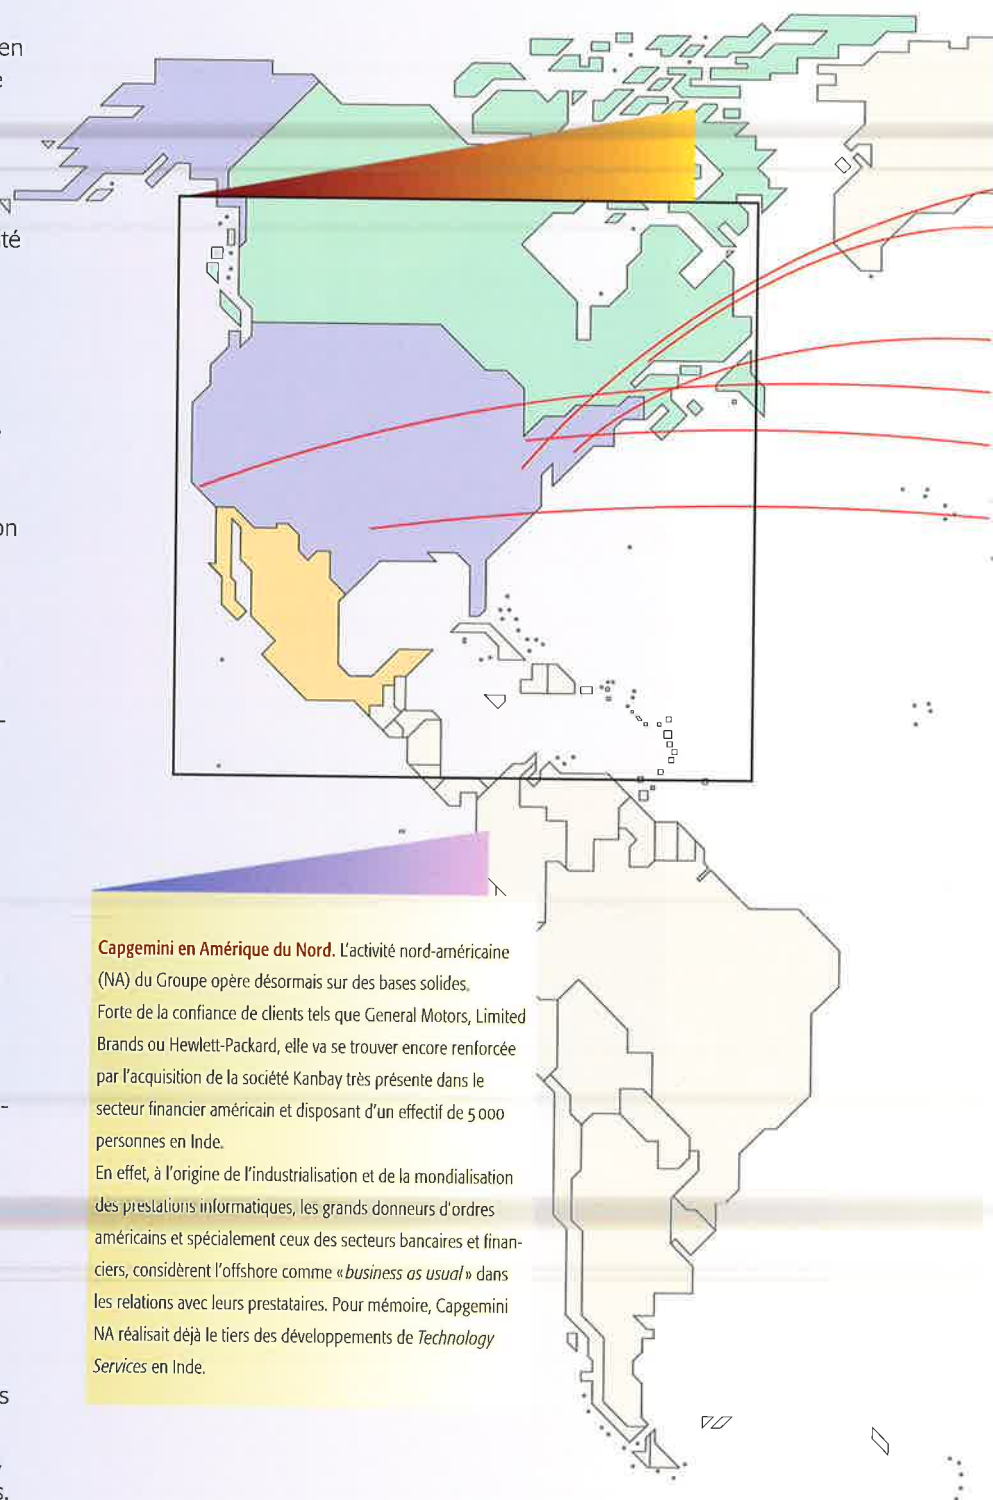 en
té
on
-
-
s
s.
Capgemini en Amérique du Nord. L'activité nord-américaine
(NA) du Groupe opère désormais sur des bases solides.
Forte de la confiance de clients tels que General Motors, Limited
Brands ou Hewlett-Packard, elle va se trouver encore renforcée
par l'acquisition de la société Kanbay très présente dans le
secteur financier américain et disposant d'un effectif de 5 000
personnes en Inde.
En effet, à l'origine de l'industrialisation et de la mondialisation
des prestations informatiques, les grands donneurs d'ordres
américains et spécialement ceux des secteurs bancaires et finan-
ciers, considèrent l'offshore comme «business as usual» dans
les relations avec leurs prestataires. Pour mémoire, Capgemini
NA réalisait déjà le tiers des développements de Technology
Services en Inde.